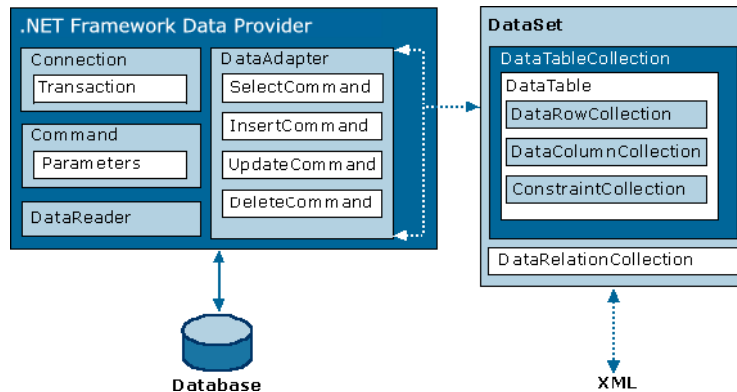 .NET Framework Data Provider
Connection
Transaction
Command
Parameters
DataReader
DataAdapter
SelectCommand
InsertCommand
UpdateCommand
DeleteCommand
Database
DataSet
DataTableCollection
DataTable
DataRowCollection
DataColumnCollection
ConstraintCollection
DataRelationCollection
XML